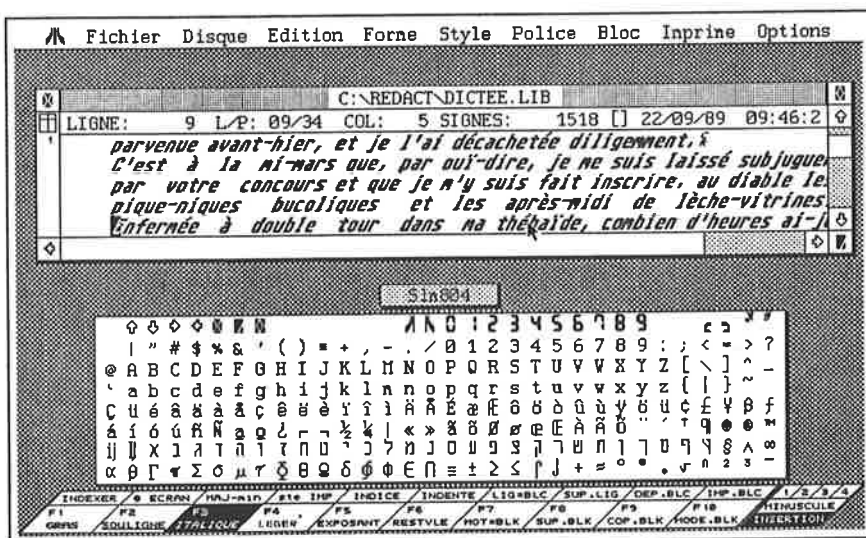 Fichier Disque Edition Forme Style Police Bloc Imprime Options
C:\REDACT\DICTEE.LIB
LIGNE: 9 L/P: 09/34 COL: 5 SIGNES: 1518 [] 22/09/89 09:46:2
parvenue avant-hier, et je l'ai décachetée diligemment.
C'est à la mi-mars que, par ouï-dire, je me suis laissé subjuguer
par votre concours et que je m'y suis fait inscrire, au diable le
pique-niques bucoliques et les après-midi de lèche-vitrines.
Enfermée à double tour dans ma thébaïde, combien d'heures ai-j
Sln804
0 1 2 3 4 5 6 7 8 9
! " # $ % & ' ( ) * + , - . / 0 1 2 3 4 5 6 7 8 9 : ; < = > ?
@ A B C D E F G H I J K L M N O P Q R S T U V W X Y Z [ \ ] ^ _
` a b c d e f g h i j k l m n o p q r s t u v w x y z { | } ~
Ç ü é â ä à å ç ê ë è ï î ì Ä Å É æ Æ ô ö ò û ù ÿ ö ü ¢ £ ¥ β ƒ
á í ó ú ñ Ñ ª º ¿ ⌐ ¬ ½ ¼ ¡ « » ã õ Ø ø œ Œ À Ã Õ ¨ ´ † ¶ © ® ™
α β Γ π Σ σ µ τ Φ θ Ω δ ∮ φ ∈ ∩ ≡ ± ≥ ≤ ⌠ ⌡ ÷ ≈ ° • · √ ⁿ ² ³ ¯
INDEXER @ ECRAN MAJ-min ste IMP INDICE INDENTE LIG=BLC SUP.LIG DEP.BLC IMP.BLC 1 2 3 4
F1 F2 F3 F4 F5 F6 F7 F8 F9 F10 MINUSCULE
GRAS SOULIGNE ITALIQUE LEGER EXPOSANT RESTYLE MOT=BLK SUP.BLK COP.BLK MODE.BLK INSERTION